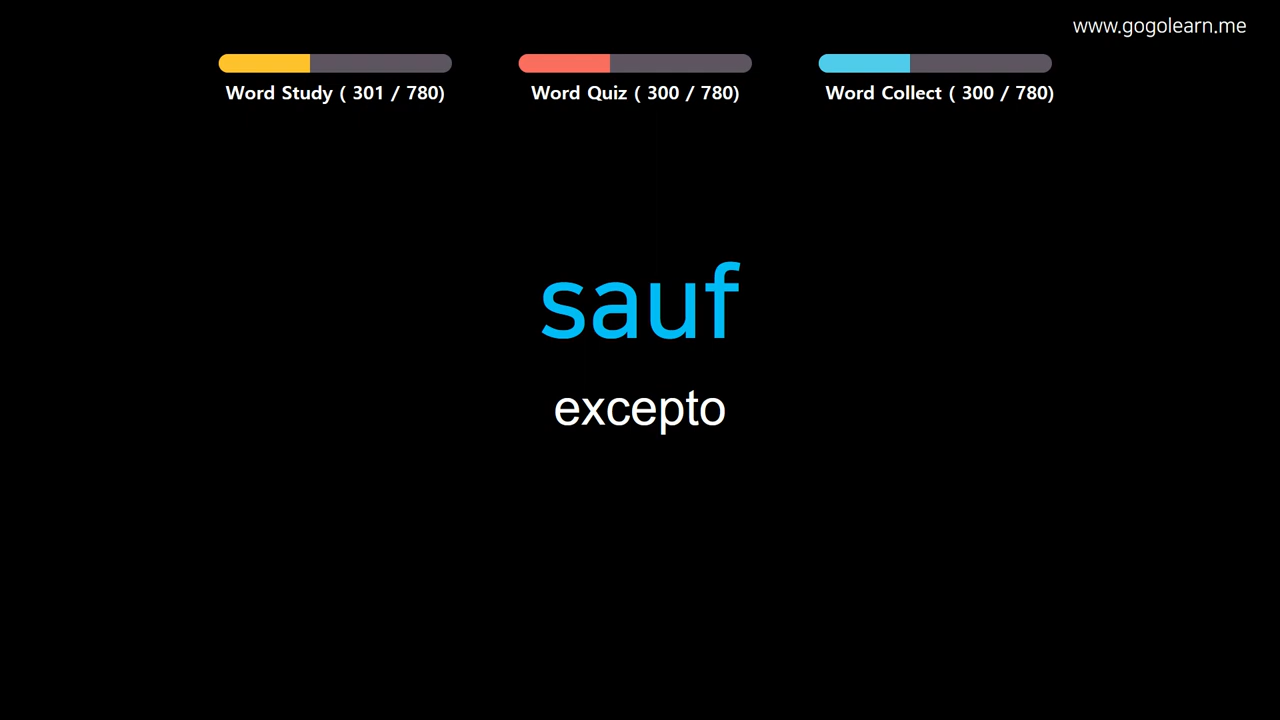 www.gogolearn.me
Word Study ( 301 / 780)
Word Quiz ( 300 / 780)
Word Collect ( 300 / 780)
sauf
excepto